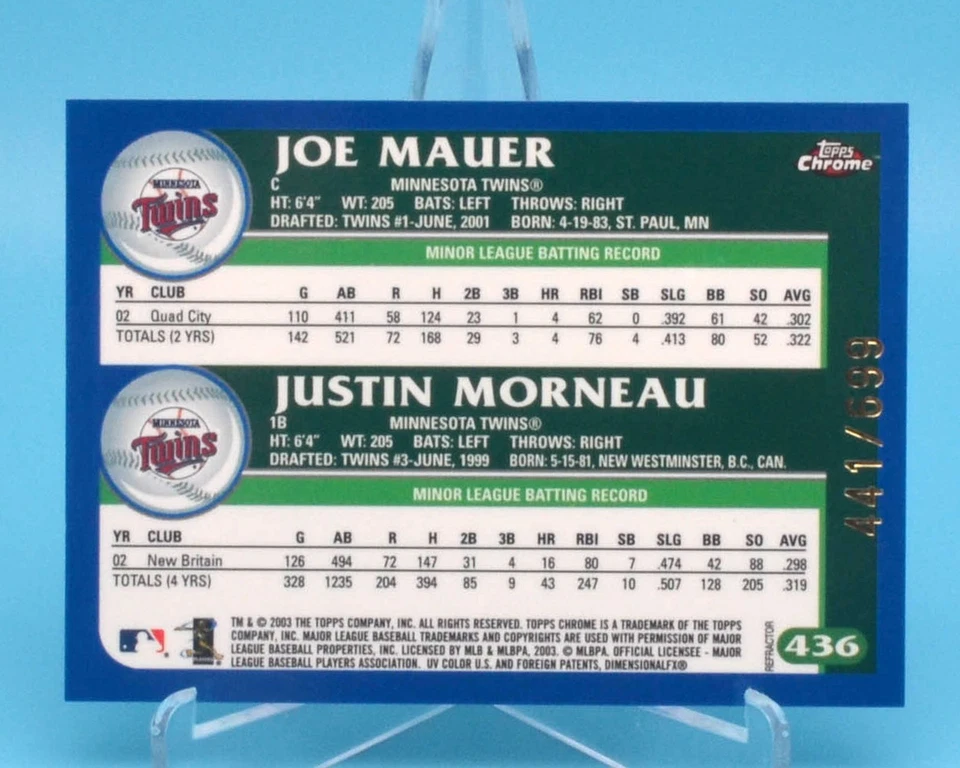 JOE MAUER
Topps Chrome
MINNESOTA Twins
C MINNESOTA TWINS®
HT: 6'4" WT: 205 BATS: LEFT THROWS: RIGHT
DRAFTED: TWINS #1-JUNE, 2001 BORN: 4-19-83, ST. PAUL, MN
MINOR LEAGUE BATTING RECORD
YR CLUB G AB R H 2B 3B HR RBI SB SLG BB SO AVG
02 Quad City 110 411 58 124 23 1 4 62 0 .392 61 42 .302
TOTALS (2 YRS) 142 521 72 168 29 3 4 76 4 .413 80 52 .322
JUSTIN MORNEAU
MINNESOTA Twins
1B MINNESOTA TWINS®
HT: 6'4" WT: 205 BATS: LEFT THROWS: RIGHT
DRAFTED: TWINS #3-JUNE, 1999 BORN: 5-15-81, NEW WESTMINSTER, B.C., CAN.
MINOR LEAGUE BATTING RECORD
YR CLUB G AB R H 2B 3B HR RBI SB SLG BB SO AVG
02 New Britain 126 494 72 147 31 4 16 80 7 .474 42 88 .298
TOTALS (4 YRS) 328 1235 204 394 85 9 43 247 10 .507 128 205 .319
441/699
TM & © 2003 THE TOPPS COMPANY, INC. ALL RIGHTS RESERVED. TOPPS CHROME IS A TRADEMARK OF THE TOPPS
COMPANY, INC. MAJOR LEAGUE BASEBALL TRADEMARKS AND COPYRIGHTS ARE USED WITH PERMISSION OF MAJOR
LEAGUE BASEBALL PROPERTIES, INC. LICENSED BY MLB & MLBPA, 2003. © MLBPA. OFFICIAL LICENSEE - MAJOR
LEAGUE BASEBALL PLAYERS ASSOCIATION. UV COLOR U.S. AND FOREIGN PATENTS, DIMENSIONALFX®
REFRACTOR
436